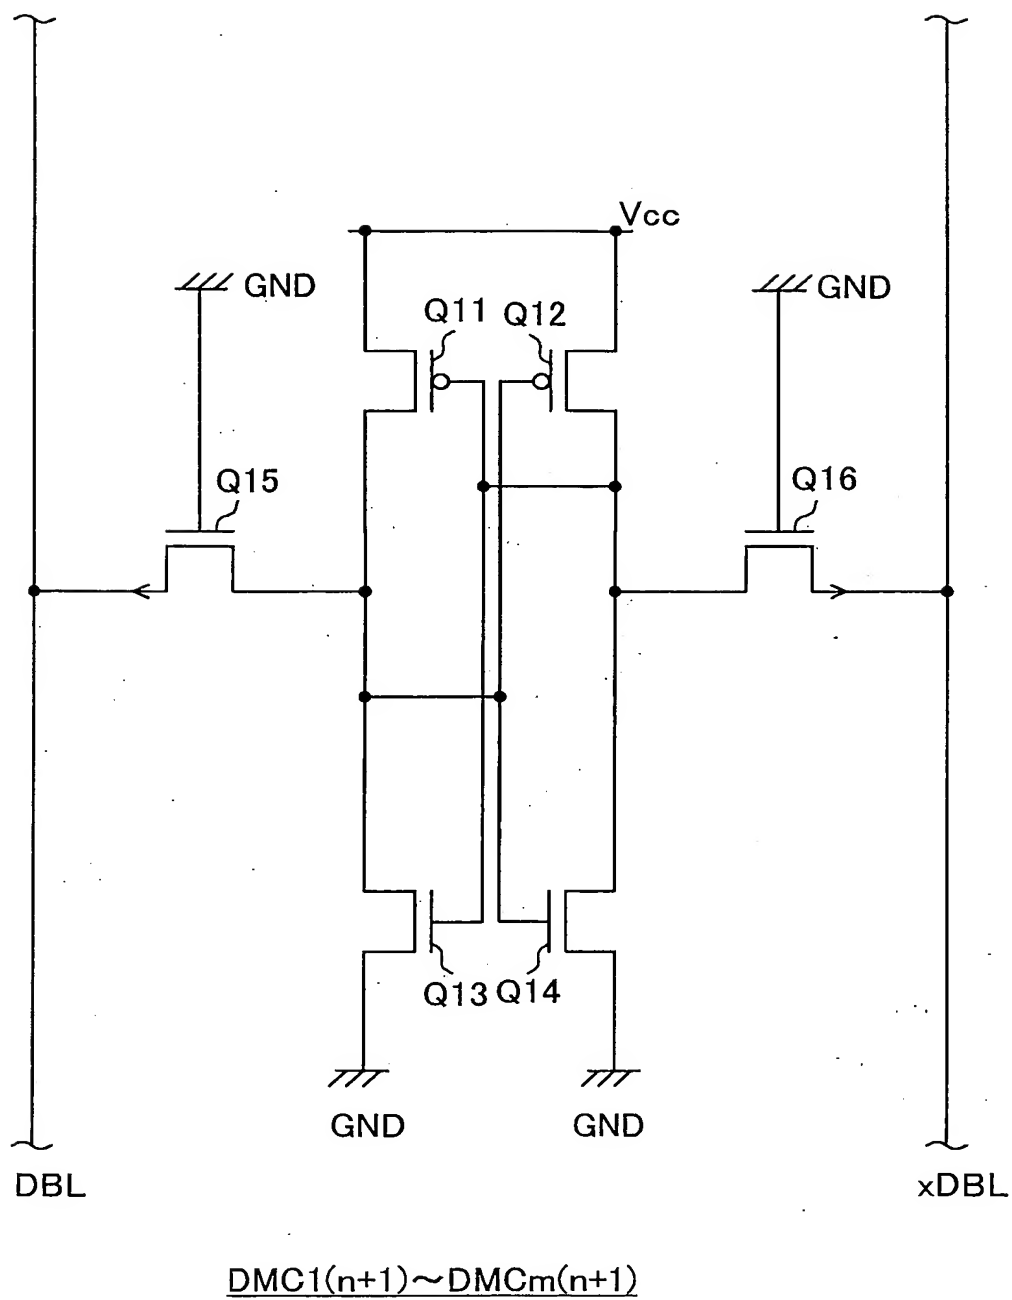 Vcc
GND
GND
Q11
Q12
Q15
Q16
Q13
Q14
GND
GND
DBL
xDBL
DMC1(n+1)～DMCm(n+1)